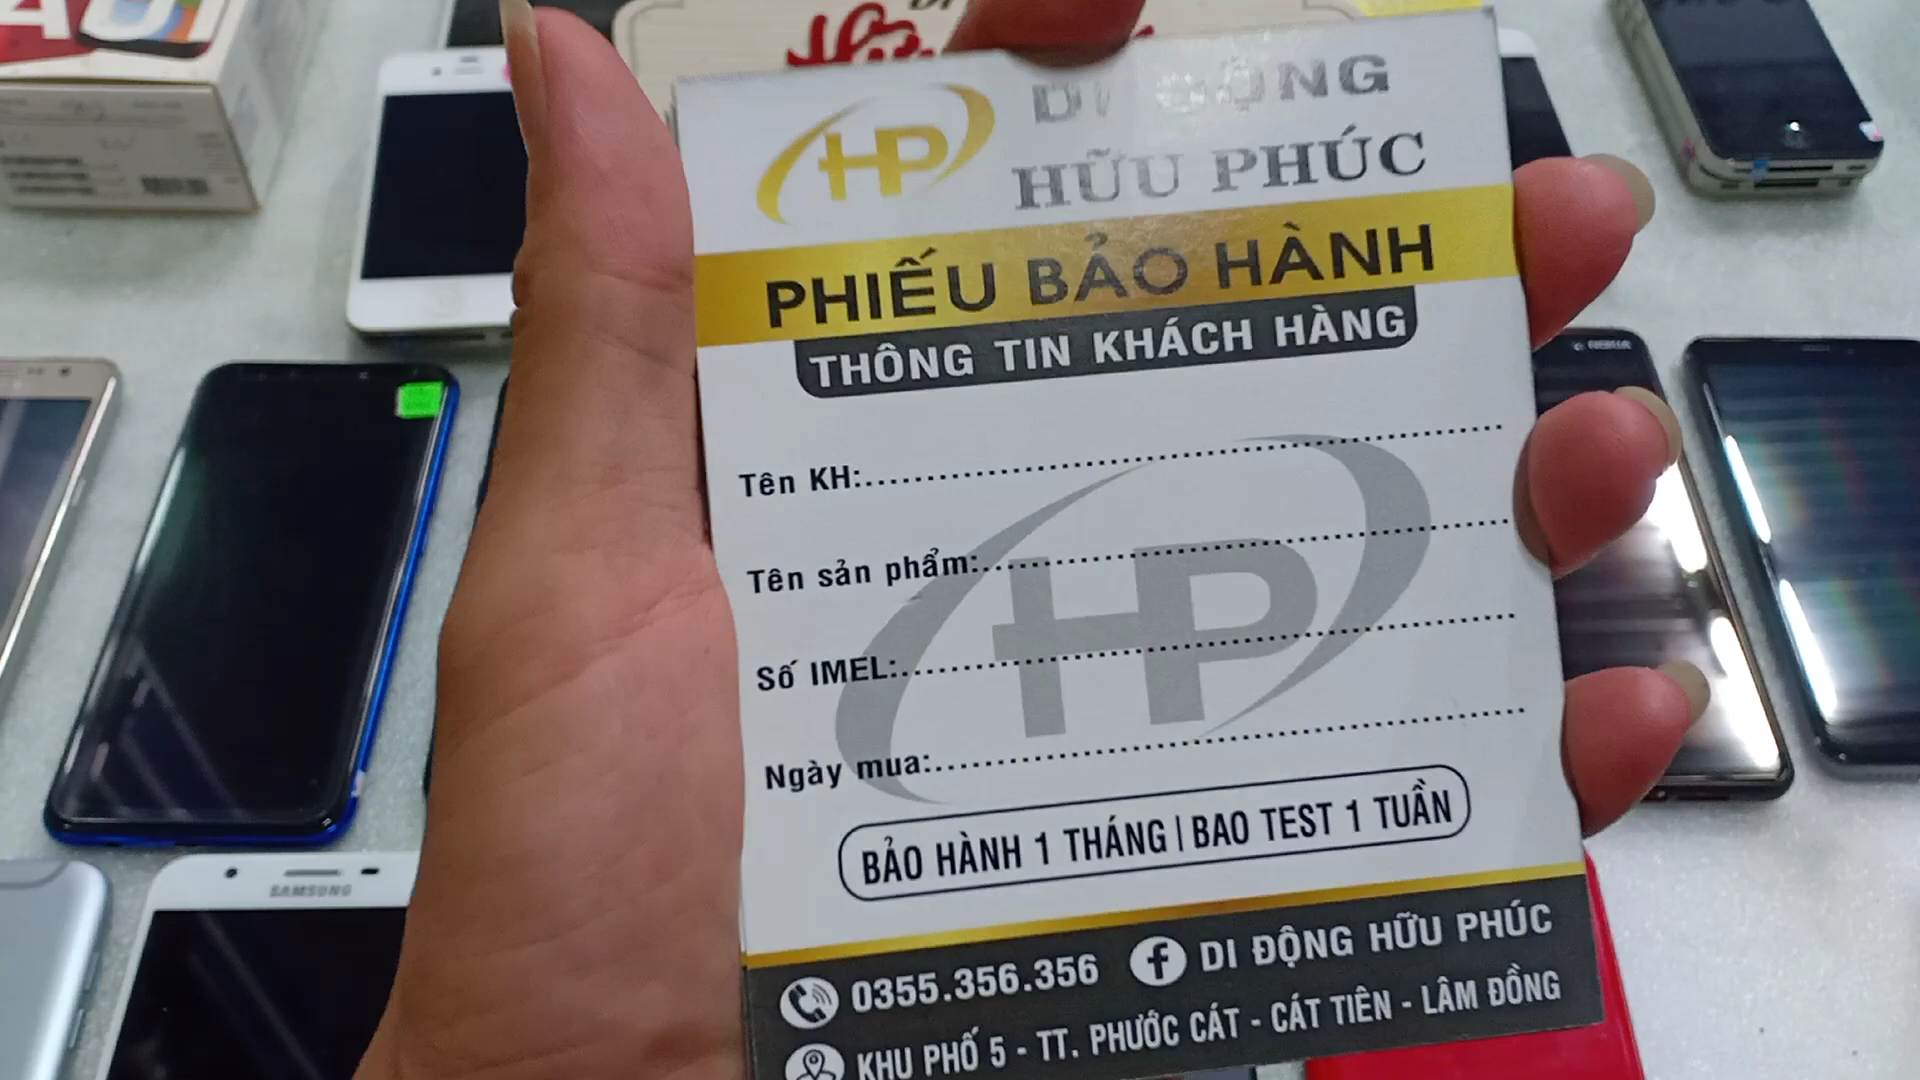 HP
DI ĐỘNG
HỮU PHÚC
PHIẾU BẢO HÀNH
THÔNG TIN KHÁCH HÀNG
Tên KH:
Tên sản phẩm:
Số IMEL:
Ngày mua:
HP
BẢO HÀNH 1 THÁNG | BAO TEST 1 TUẦN
0355.356.356 f DI ĐỘNG HỮU PHÚC
KHU PHỐ 5 - TT. PHƯỚC CÁT - CÁT TIÊN - LÂM ĐỒNG
SAMSUNG
NOKIA